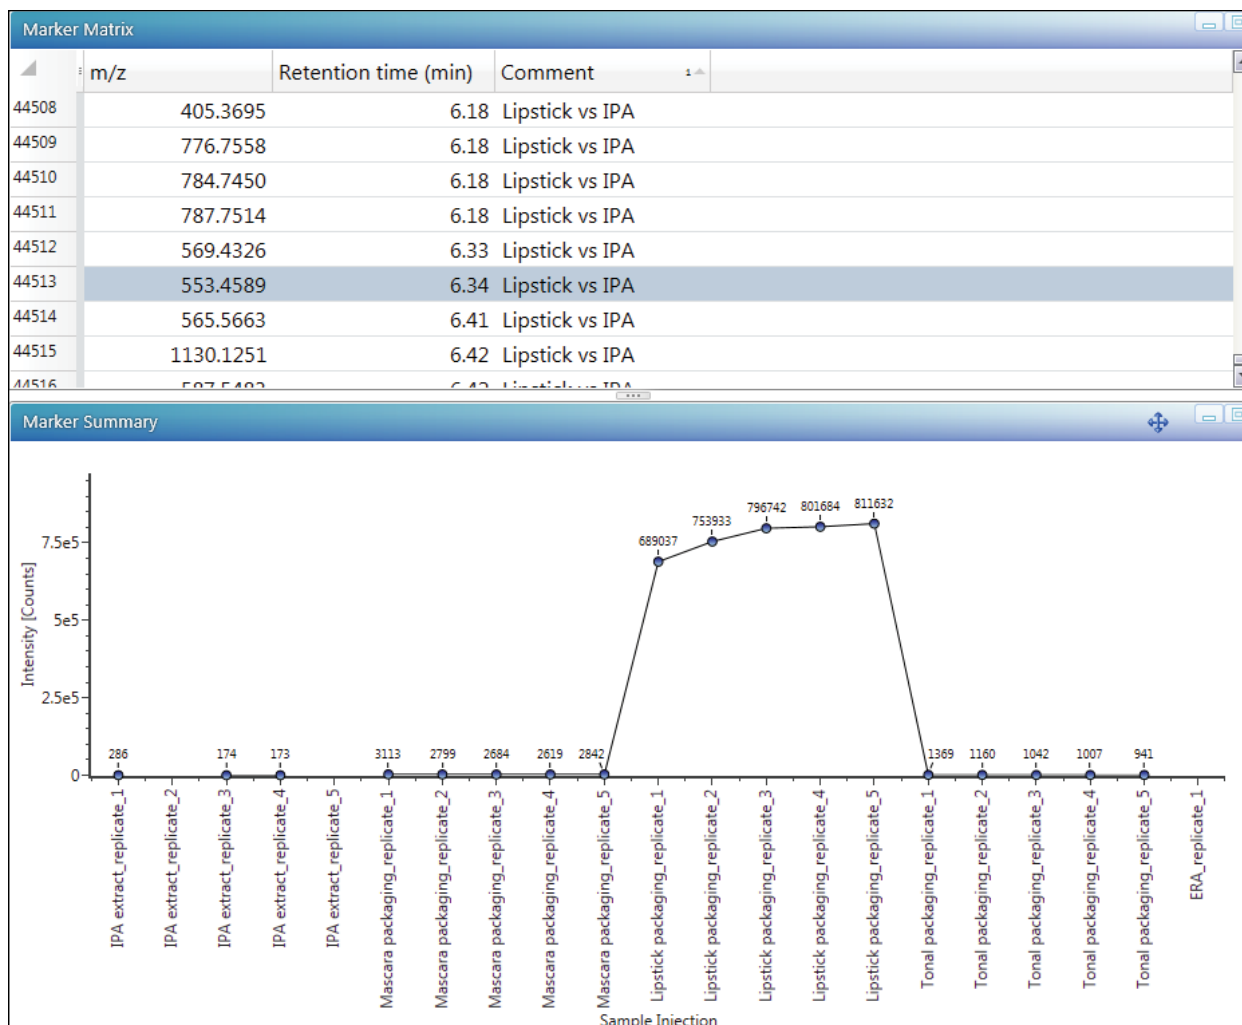 Marker Matrix
m/z Retention time (min) Comment 1
44508 405.3695 6.18 Lipstick vs IPA
44509 776.7558 6.18 Lipstick vs IPA
44510 784.7450 6.18 Lipstick vs IPA
44511 787.7514 6.18 Lipstick vs IPA
44512 569.4326 6.33 Lipstick vs IPA
44513 553.4589 6.34 Lipstick vs IPA
44514 565.5663 6.41 Lipstick vs IPA
44515 1130.1251 6.42 Lipstick vs IPA
44516
Marker Summary
Intensity [Counts]
7.5e5
5e5
2.5e5
0
286 174 173 3113 2799 2684 2619 2842 689037 753933 796742 801684 811632 1369 1160 1042 1007 941
IPA extract_replicate_1
IPA extract_replicate_2
IPA extract_replicate_3
IPA extract_replicate_4
IPA extract_replicate_5
Mascara packaging_replicate_1
Mascara packaging_replicate_2
Mascara packaging_replicate_3
Mascara packaging_replicate_4
Mascara packaging_replicate_5
Lipstick packaging_replicate_1
Lipstick packaging_replicate_2
Lipstick packaging_replicate_3
Lipstick packaging_replicate_4
Lipstick packaging_replicate_5
Tonal packaging_replicate_1
Tonal packaging_replicate_2
Tonal packaging_replicate_3
Tonal packaging_replicate_4
Tonal packaging_replicate_5
ERA_replicate_1
Sample Injection